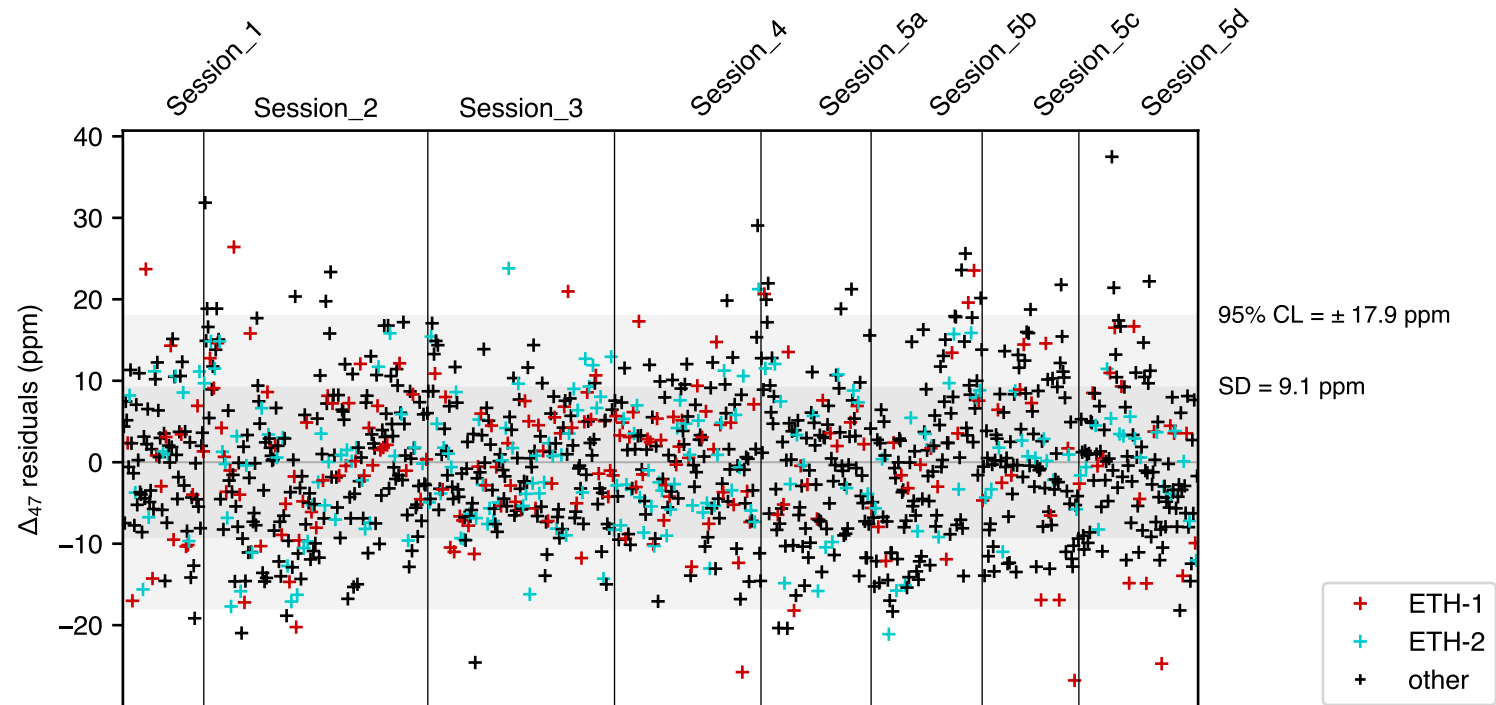 Session_1
Session_2
Session_3
Session_4
Session_5a
Session_5b
Session_5c
Session_5d
Δ47 residuals (ppm)
40
30
20
10
0
−10
−20
95% CL = ± 17.9 ppm
SD = 9.1 ppm
ETH-1
ETH-2
other